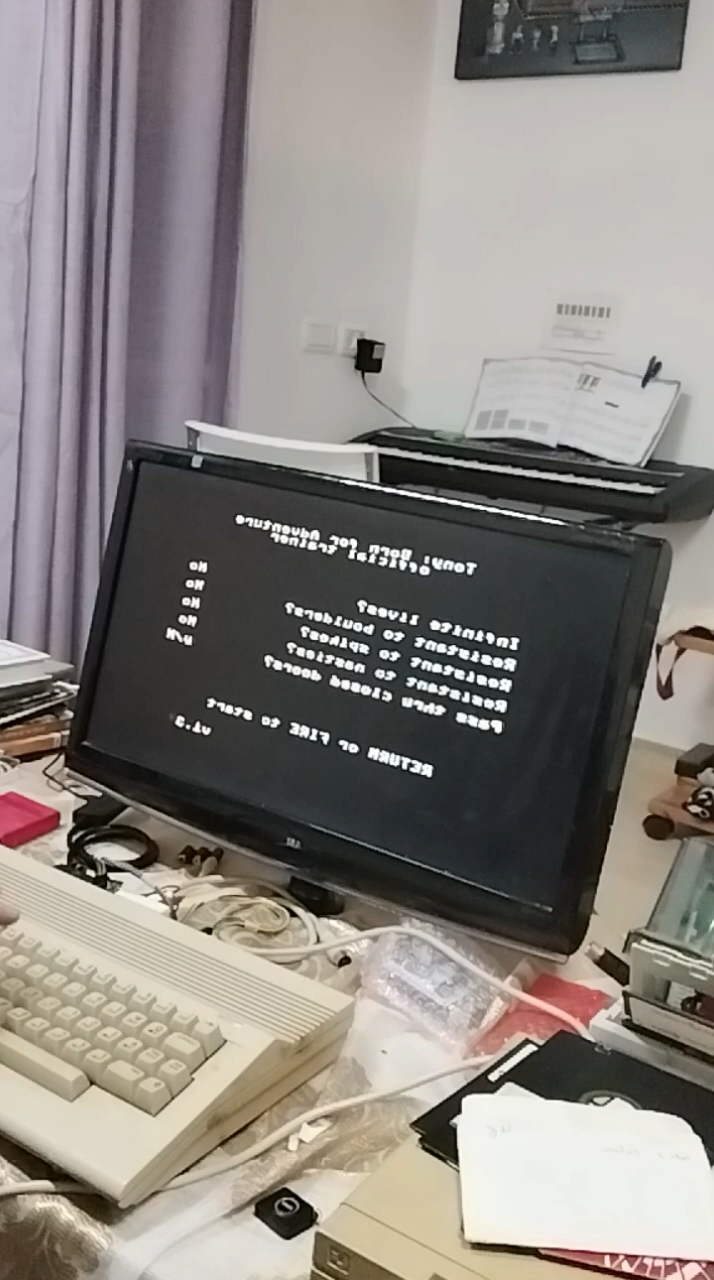 Tony: Born for Adventure
official trainer
Infinite lives? No
Resistant to boulders? No
Resistant to spikes? No
Resistant to nasties? No
Pass thru closed doors? N/A
RETURN or FIRE to start
v1.3